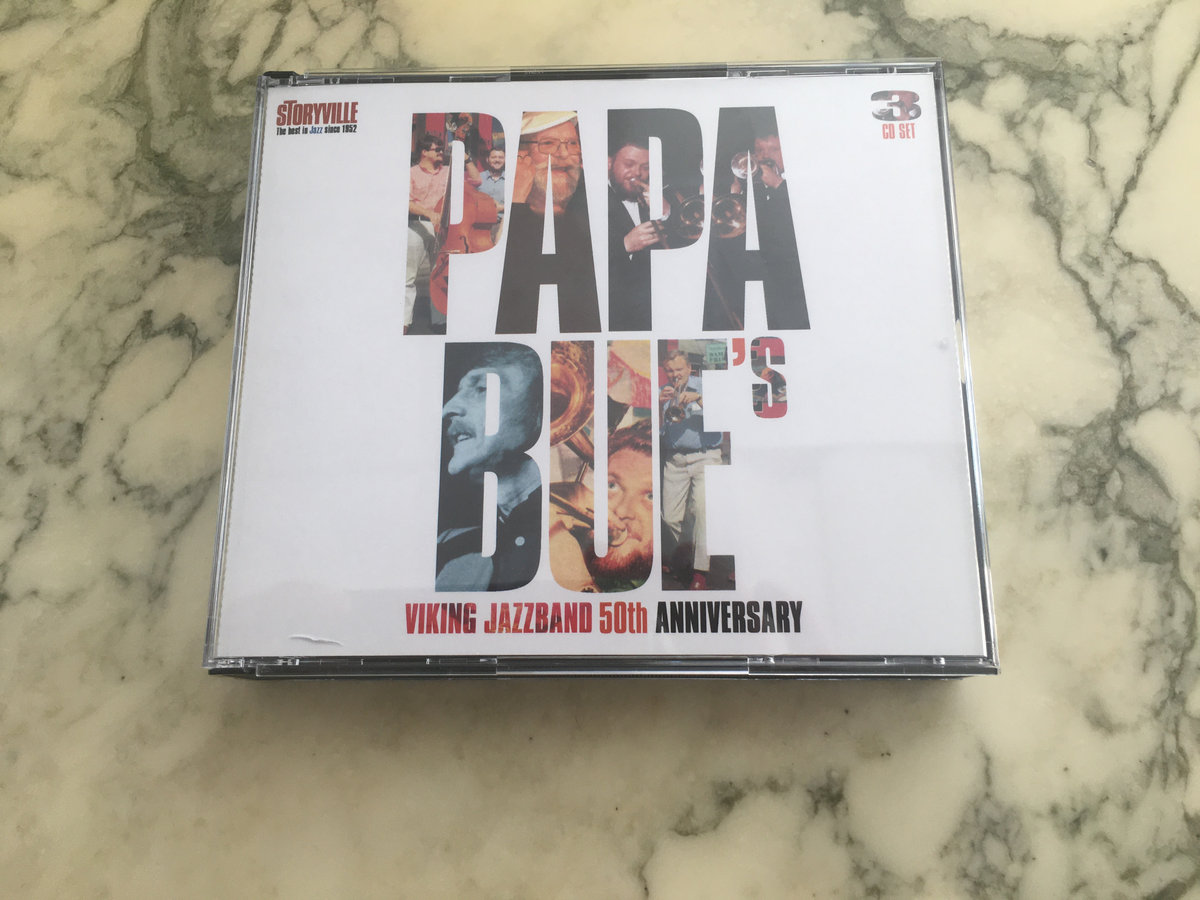 STORYVILLE
The best in Jazz since 1952
3
CD SET
PAPA
BUE's
VIKING JAZZBAND 50th ANNIVERSARY